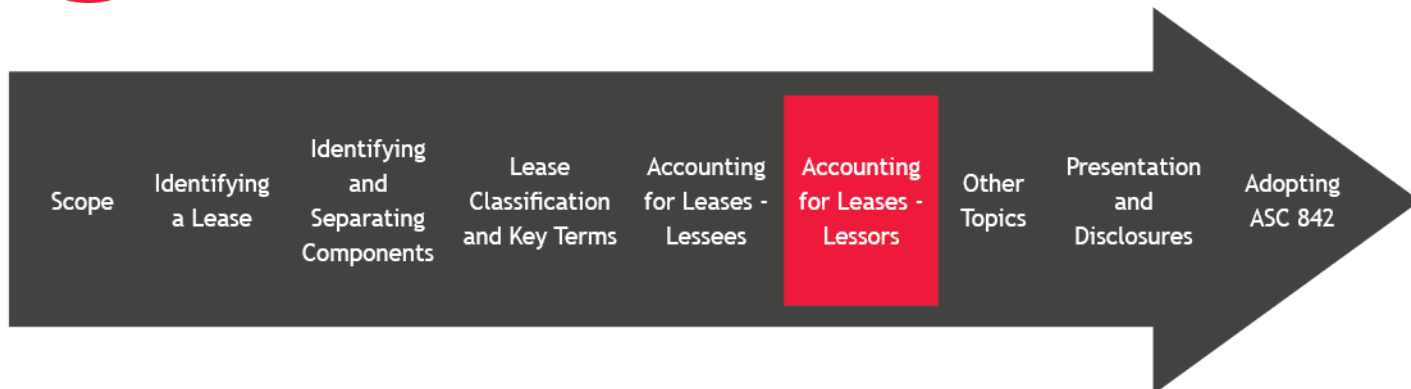 Scope
Identifying
a Lease
Identifying
and
Separating
Components
Lease
Classification
and Key Terms
Accounting
for Leases -
Lessees
Accounting
for Leases -
Lessors
Other
Topics
Presentation
and
Disclosures
Adopting
ASC 842